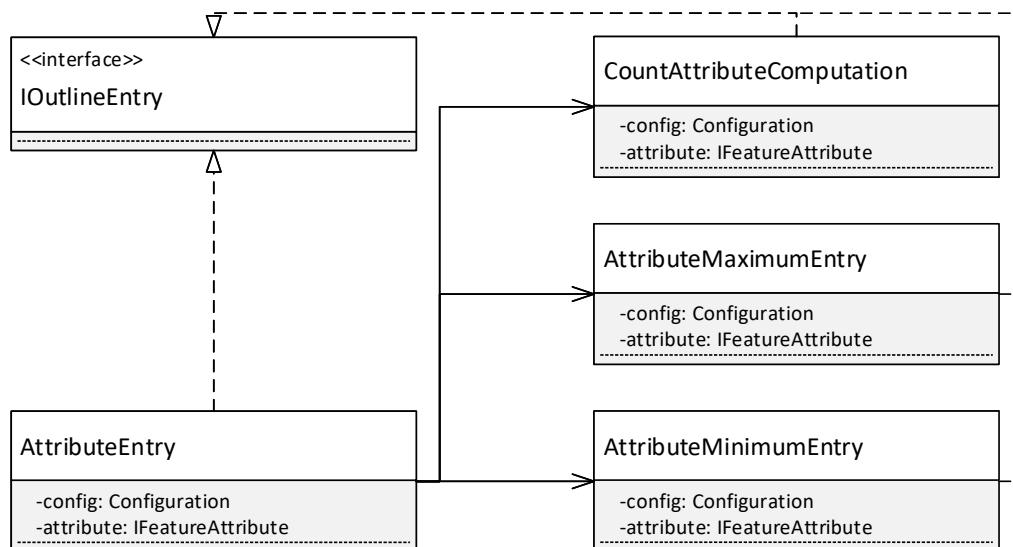 <<interface>>
IOutlineEntry
CountAttributeComputation
-config: Configuration
-attribute: IFeatureAttribute
AttributeMaximumEntry
-config: Configuration
-attribute: IFeatureAttribute
AttributeEntry
-config: Configuration
-attribute: IFeatureAttribute
AttributeMinimumEntry
-config: Configuration
-attribute: IFeatureAttribute